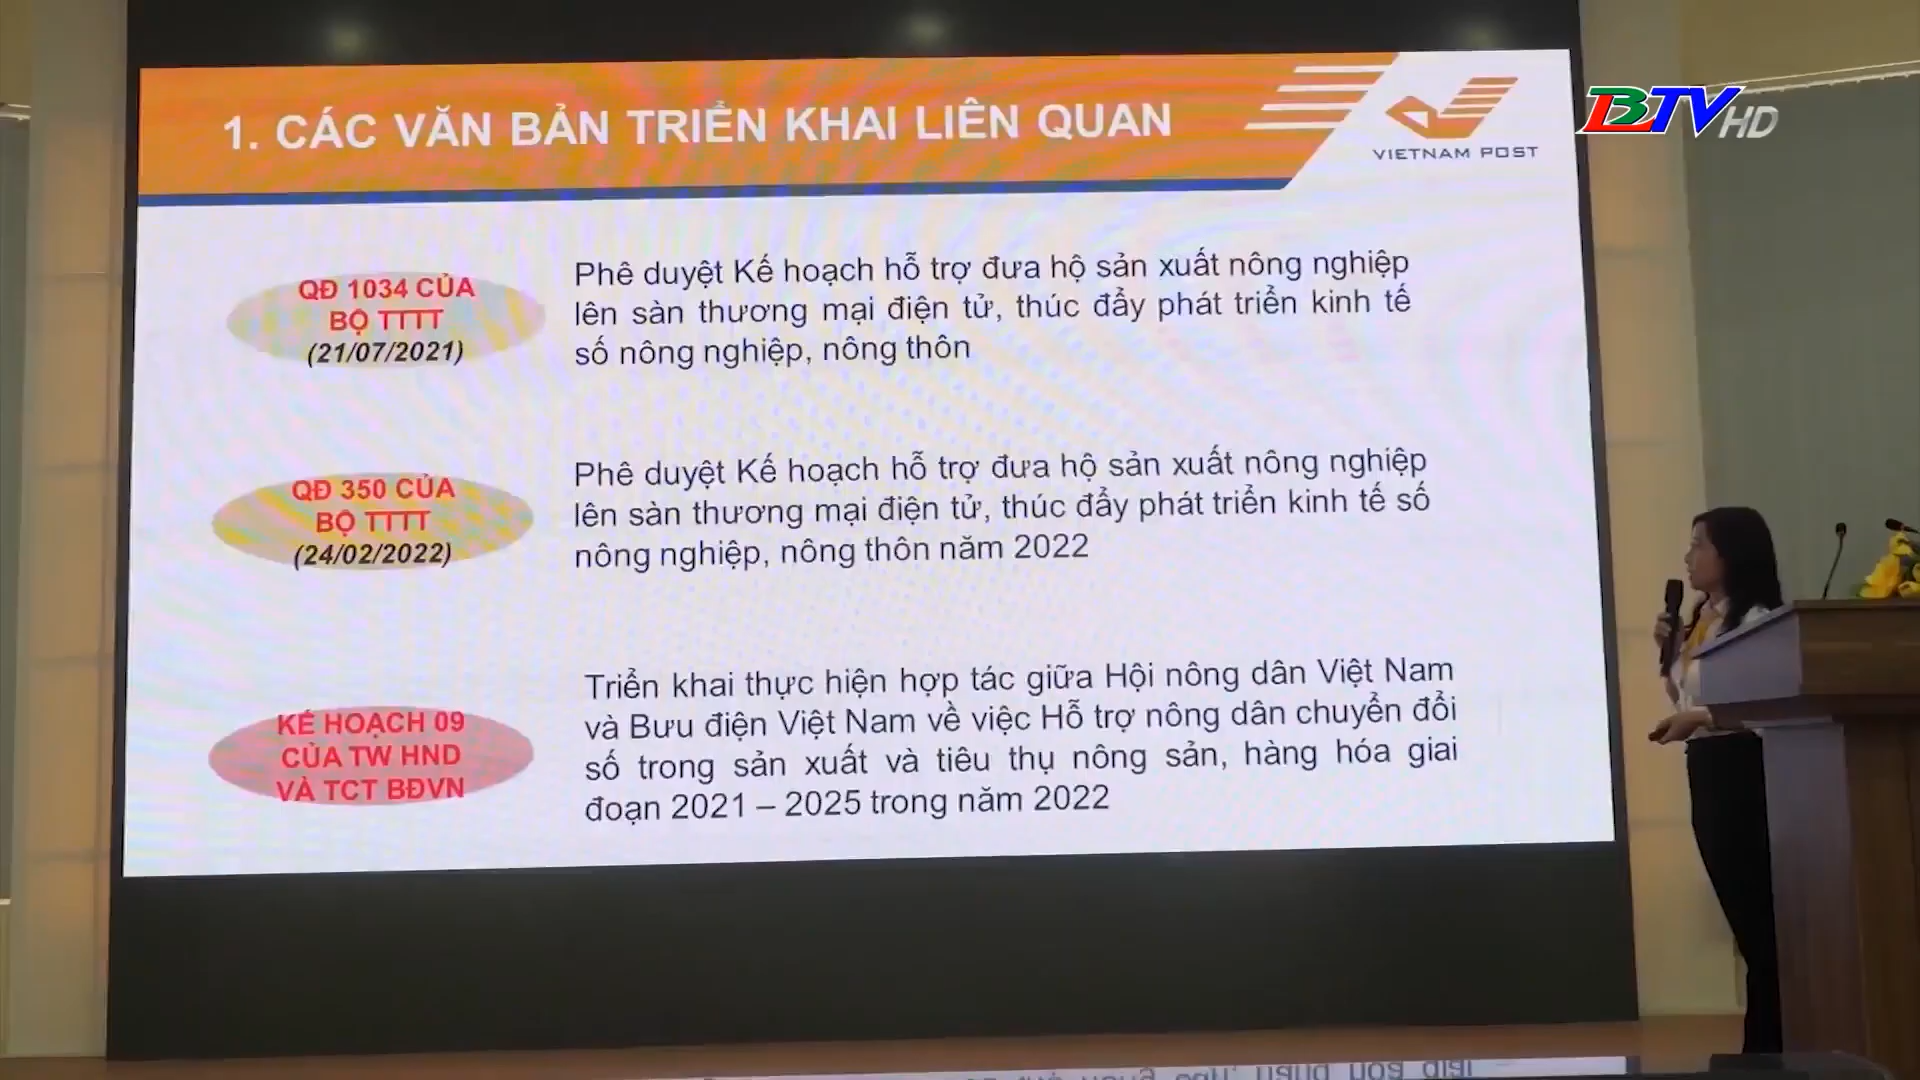 1. CÁC VĂN BẢN TRIỂN KHAI LIÊN QUAN
VIETNAM POST
BTV HD
QĐ 1034 CỦA
BỘ TTTT
(21/07/2021)
Phê duyệt Kế hoạch hỗ trợ đưa hộ sản xuất nông nghiệp
lên sàn thương mại điện tử, thúc đẩy phát triển kinh tế
số nông nghiệp, nông thôn
QĐ 350 CỦA
BỘ TTTT
(24/02/2022)
Phê duyệt Kế hoạch hỗ trợ đưa hộ sản xuất nông nghiệp
lên sàn thương mại điện tử, thúc đẩy phát triển kinh tế số
nông nghiệp, nông thôn năm 2022
KẾ HOẠCH 09
CỦA TW HND
VÀ TCT BĐVN
Triển khai thực hiện hợp tác giữa Hội nông dân Việt Nam
và Bưu điện Việt Nam về việc Hỗ trợ nông dân chuyển đổi
số trong sản xuất và tiêu thụ nông sản, hàng hóa giai
đoạn 2021 – 2025 trong năm 2022